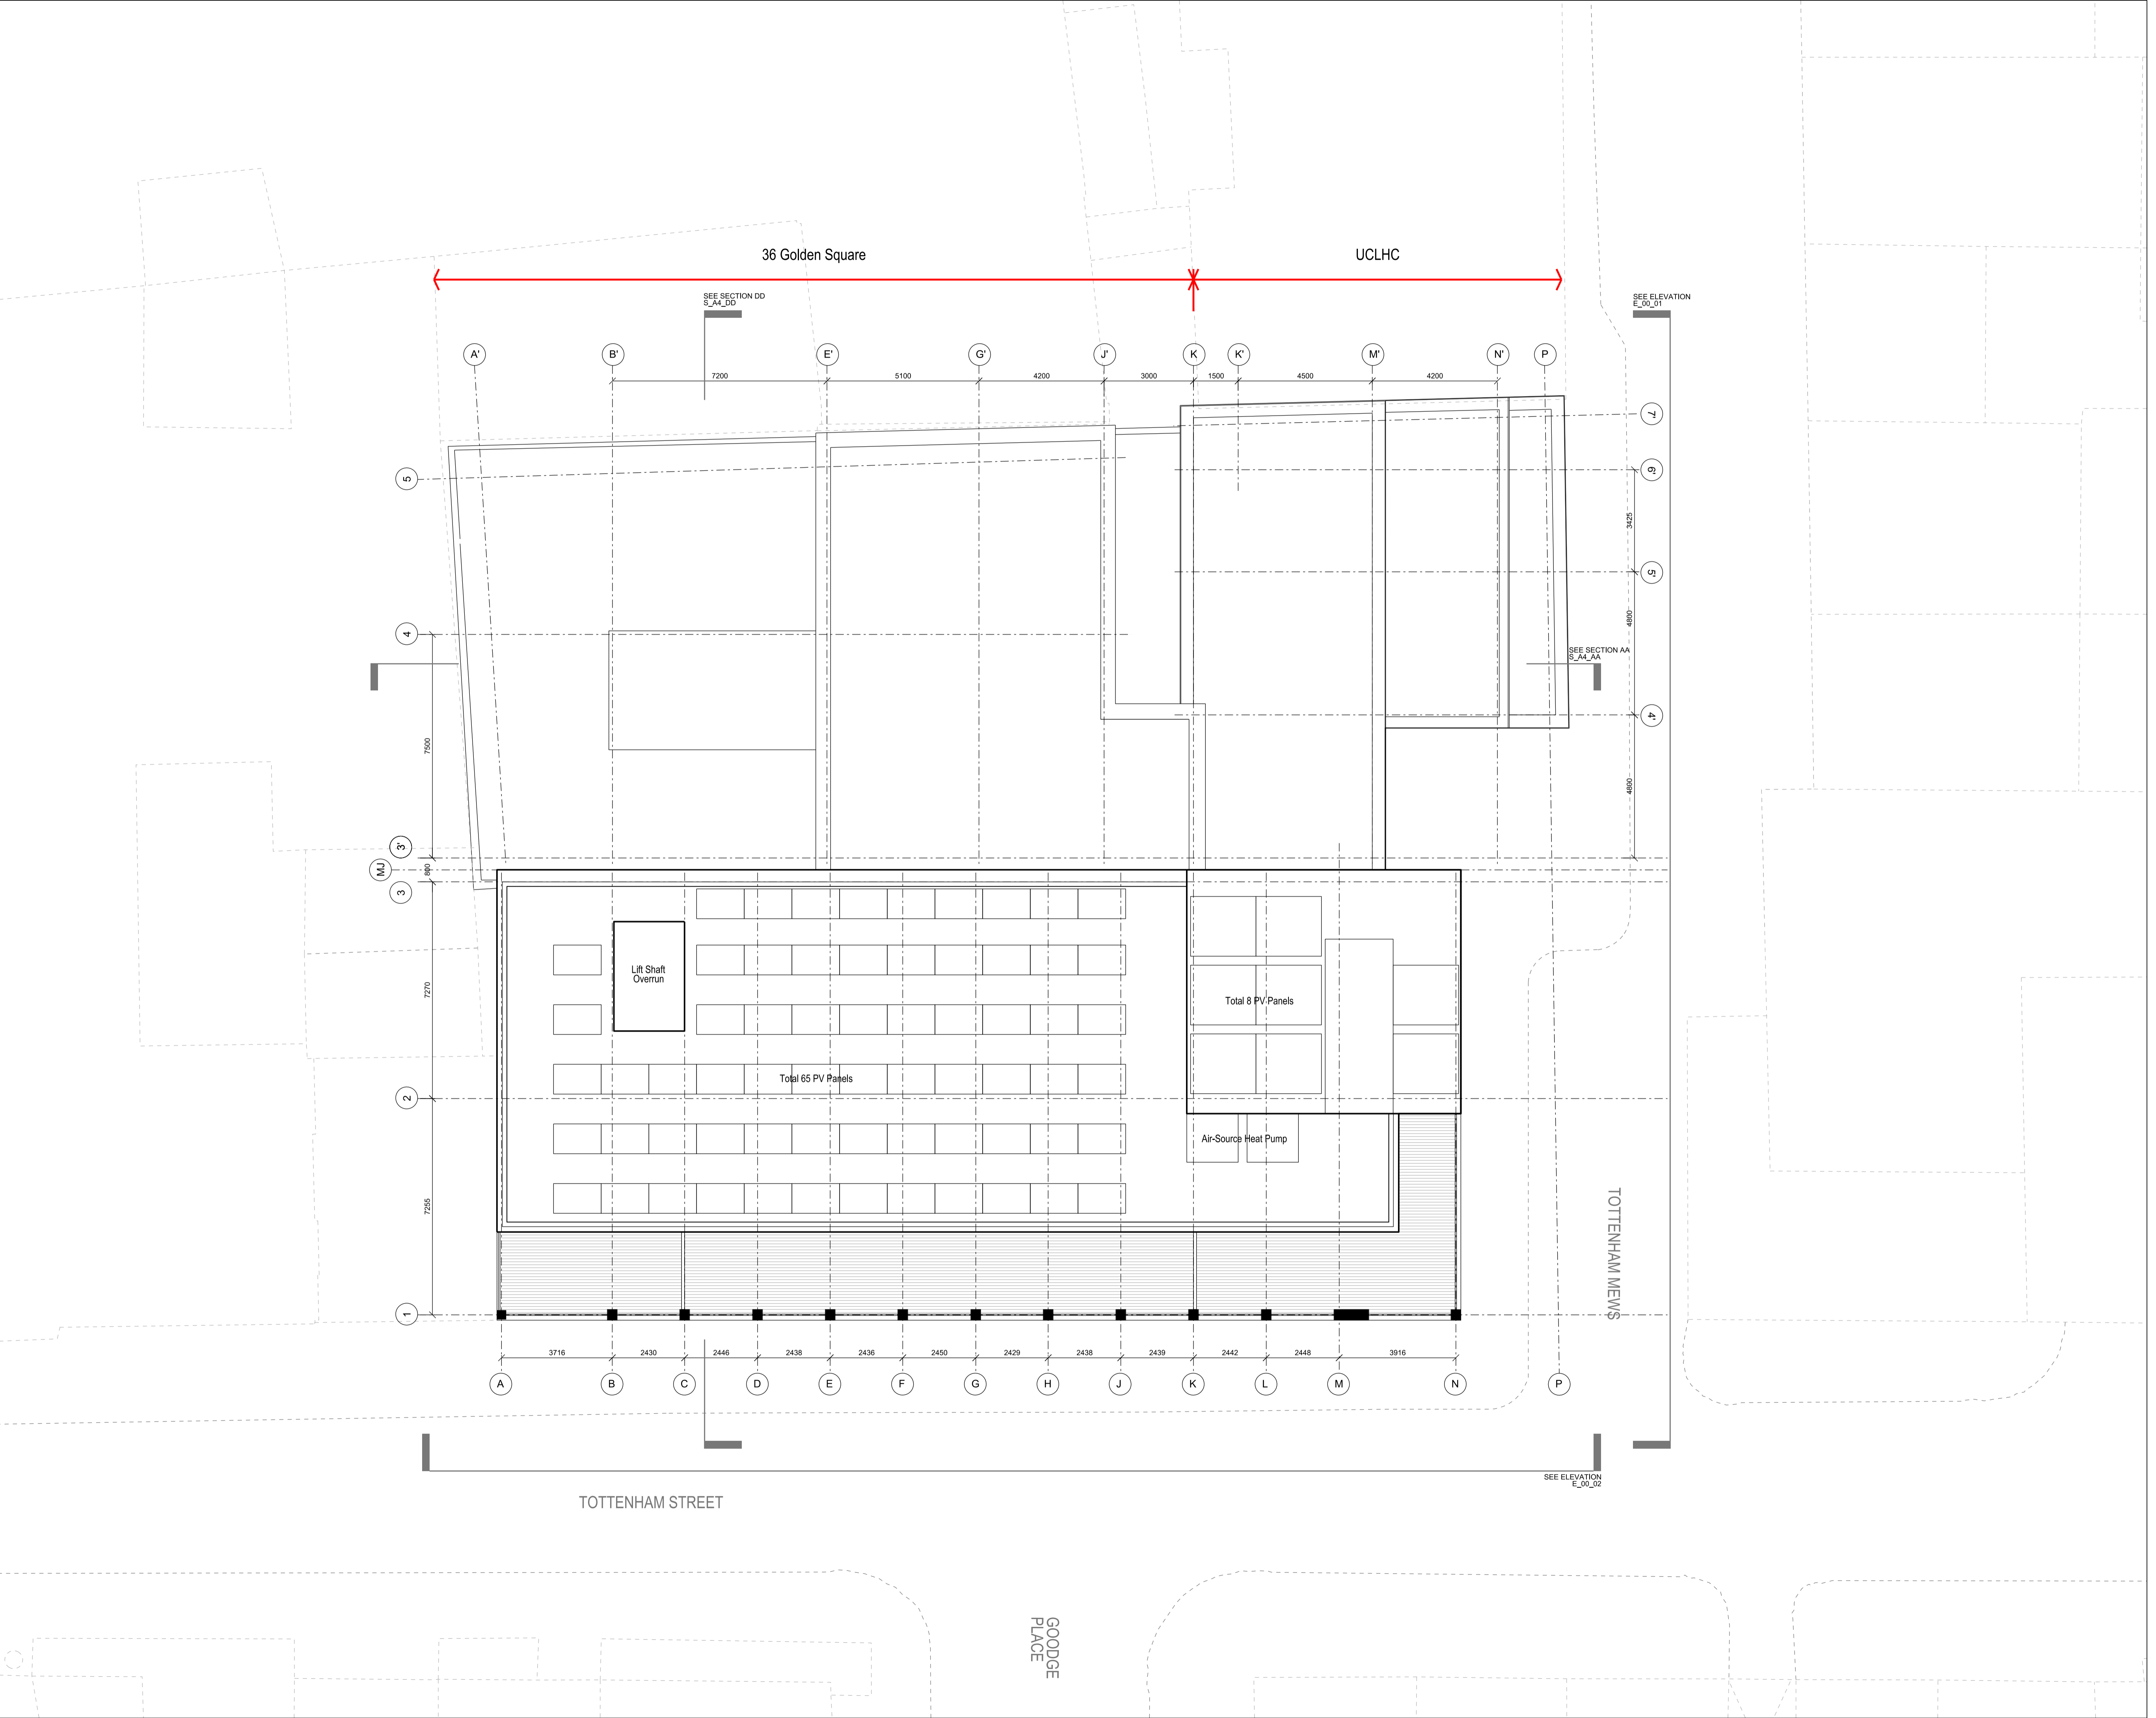 36 Golden Square
UCLHC
SEE SECTION DD
S_A4_DD
SEE ELEVATION
E_00_01
A'
B'
E'
G'
J'
K
K'
M'
N'
P
7200
5100
4200
3000
1500
4500
4200
7'
6'
5
3425
5'
4800
4
SEE SECTION AA
S_A4_AA
4'
7500
4800
3'
MJ
800
3
Lift Shaft
Overrun
7270
Total 8 PV Panels
Total 65 PV Panels
2
Air-Source Heat Pump
7255
TOTTENHAM MEWS
1
3716
2430
2446
2438
2436
2450
2429
2438
2439
2442
2448
3916
A
B
C
D
E
F
G
H
J
K
L
M
N
P
SEE ELEVATION
E_00_02
TOTTENHAM STREET
GOODGE
PLACE